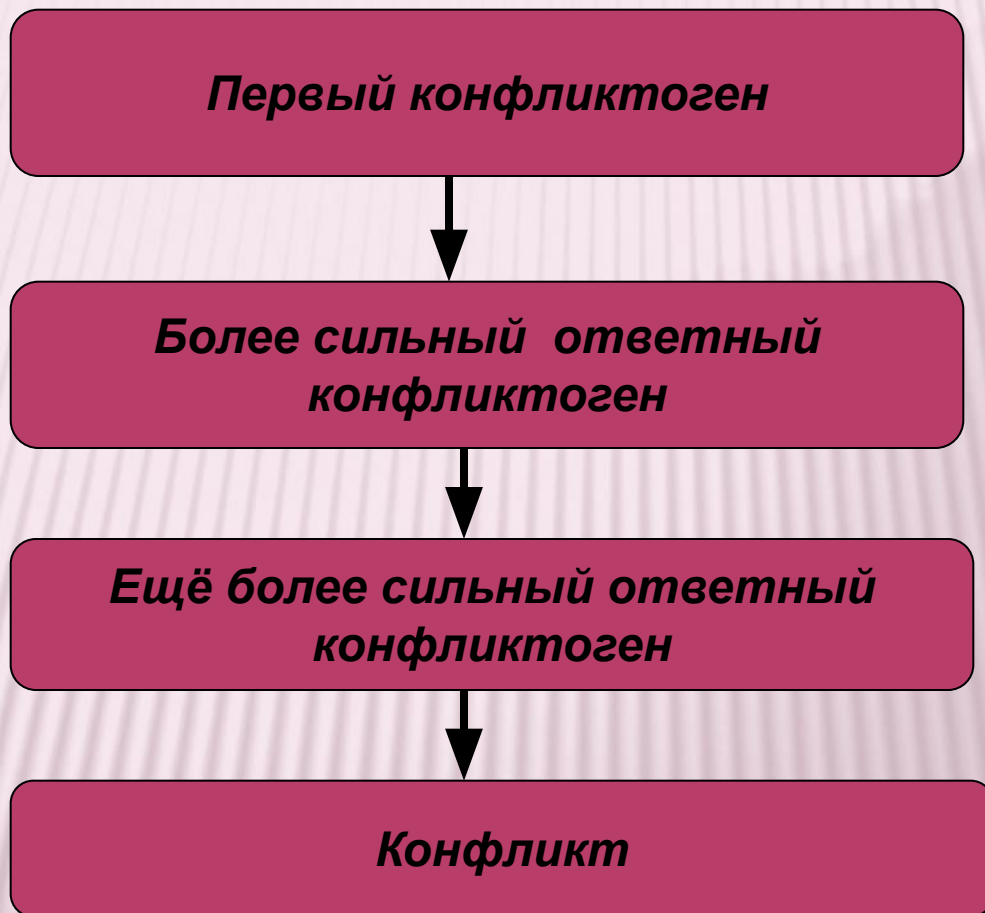 Первый конфликтоген
Более сильный ответный
конфликтоген
Ещё более сильный ответный
конфликтоген
Конфликт